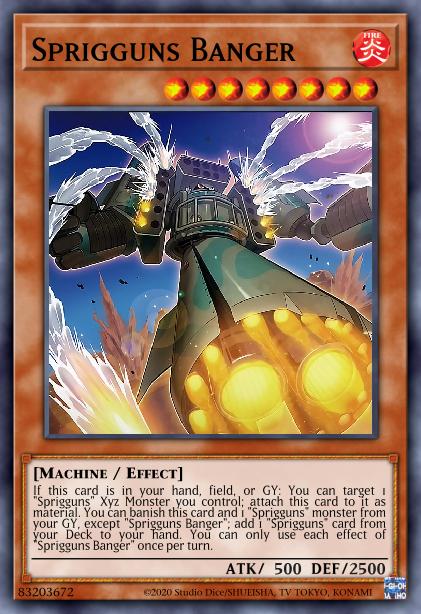 Sprigguns Banger
FIRE
炎
[Machine / Effect]
If this card is in your hand, field, or GY: You can target 1
"Sprigguns" Xyz Monster you control; attach this card to it as
material. You can banish this card and 1 "Sprigguns" monster from
your GY, except "Sprigguns Banger"; add 1 "Sprigguns" card from
your Deck to your hand. You can only use each effect of
"Sprigguns Banger" once per turn.
ATK/ 500 DEF/2500
83203672 ©2020 Studio Dice/SHUEISHA, TV TOKYO, KONAMI